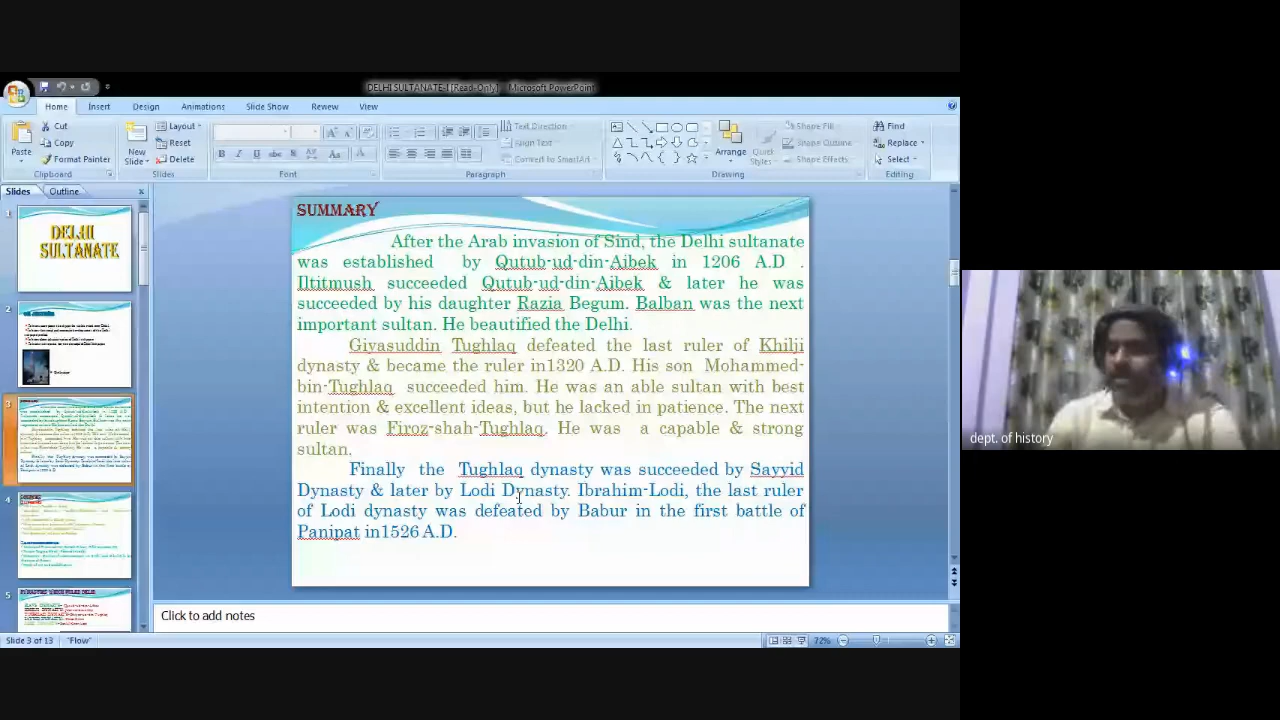 DELHI SULTANATE-I [Read-Only] - Microsoft PowerPoint
Home Insert Design Animations Slide Show Review View
Paste
Cut
Copy
Format Painter
Clipboard
New Slide
Layout
Reset
Delete
Slides
Font
Text Direction
Align Text
Convert to SmartArt
Paragraph
Arrange
Quick Styles
Shape Fill
Shape Outline
Shape Effects
Drawing
Find
Replace
Select
Editing
Slides Outline
1
DELHI
SULTANATE
2
3
4
5
SUMMARY
After the Arab invasion of Sind, the Delhi sultanate
was established by Qutub-ud-din-Aibek in 1206 A.D .
Iltitmush succeeded Qutub-ud-din-Aibek & later he was
succeeded by his daughter Razia Begum. Balban was the next
important sultan. He beautified the Delhi.
Giyasuddin Tughlaq defeated the last ruler of Khilji
dynasty & became the ruler in1320 A.D. His son Mohammed-
bin-Tughlaq succeeded him. He was an able sultan with best
intention & excellent , but he lacked in patience. The next
ruler was Firoz-shah Tughlaq. He was a capable & strong
sultan.
Finally the Tughlaq dynasty was succeeded by Sayyid
Dynasty & later by Lodi Dynasty. Ibrahim-Lodi, the last ruler
of Lodi dynasty was defeated by Babur in the first battle of
Panipat in1526 A.D.
Click to add notes
Slide 3 of 13 "Flow" 72%
dept. of history